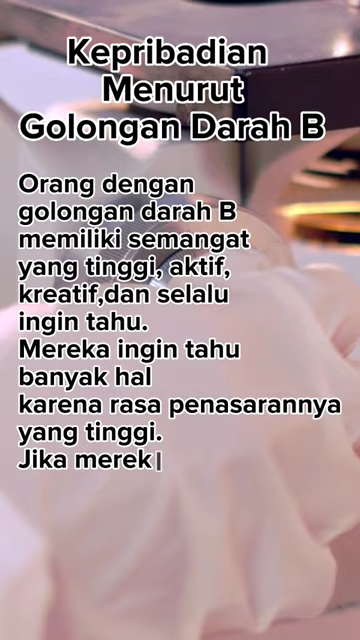 Kepribadian
Menurut
Golongan Darah B
Orang dengan
golongan darah B
memiliki semangat
yang tinggi, aktif,
kreatif,dan selalu
ingin tahu.
Mereka ingin tahu
banyak hal
karena rasa penasarannya
yang tinggi.
Jika merek|